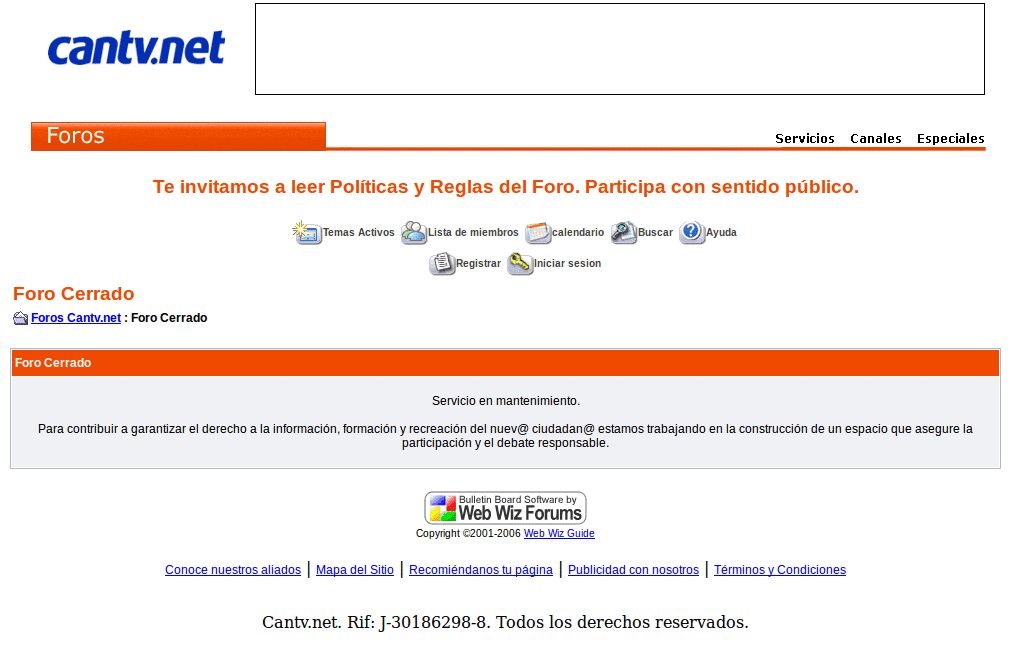 cantv.net
Foros
Servicios Canales Especiales
Te invitamos a leer Políticas y Reglas del Foro. Participa con sentido público.
Temas Activos Lista de miembros calendario Buscar Ayuda
Registrar Iniciar sesion
Foro Cerrado
Foros Cantv.net : Foro Cerrado
Foro Cerrado
Servicio en mantenimiento.
Para contribuir a garantizar el derecho a la información, formación y recreación del nuev@ ciudadan@ estamos trabajando en la construcción de un espacio que asegure la
participación y el debate responsable.
Bulletin Board Software by
Web Wiz Forums
Copyright ©2001-2006 Web Wiz Guide
Conoce nuestros aliados | Mapa del Sitio | Recomiéndanos tu página | Publicidad con nosotros | Términos y Condiciones
Cantv.net. Rif: J-30186298-8. Todos los derechos reservados.